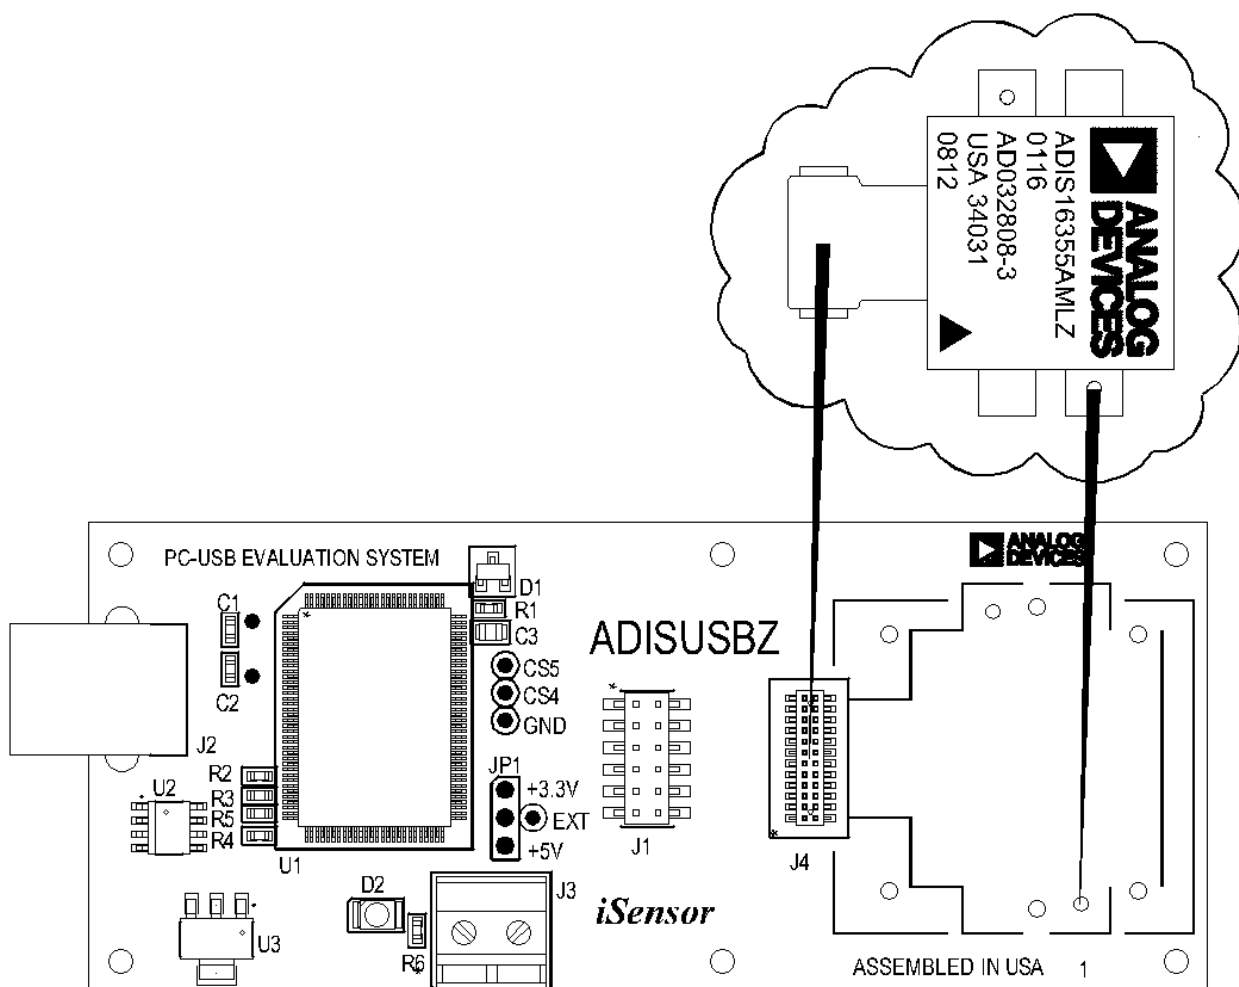 ANALOG
DEVICES
ADIS16355AMLZ
0116
AD032808-3
USA 34031
0812
PC-USB EVALUATION SYSTEM
ANALOG
DEVICES
D1
C1
R1
C3
ADISUSBZ
CS5
C2
CS4
GND
J2
JP1
R2
U2
+3.3V
R3
R5
EXT
R4
+5V
J1
U1
J4
D2
J3
iSensor
U3
R6
ASSEMBLED IN USA 1